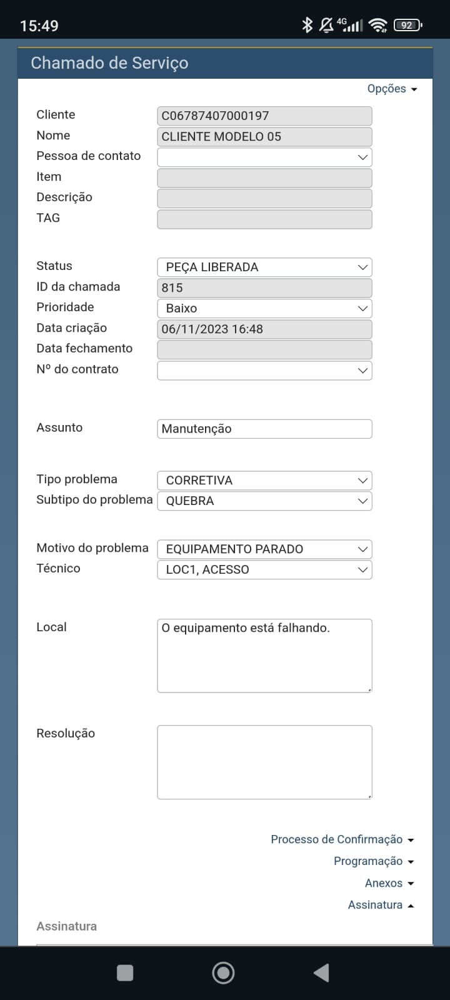 15:49
4G
92
Chamado de Serviço
Opções
Cliente C06787407000197
Nome CLIENTE MODELO 05
Pessoa de contato
Item
Descrição
TAG
Status PEÇA LIBERADA
ID da chamada 815
Prioridade Baixo
Data criação 06/11/2023 16:48
Data fechamento
Nº do contrato
Assunto Manutenção
Tipo problema CORRETIVA
Subtipo do problema QUEBRA
Motivo do problema EQUIPAMENTO PARADO
Técnico LOC1, ACESSO
Local O equipamento está falhando.
Resolução
Processo de Confirmação
Programação
Anexos
Assinatura
Assinatura